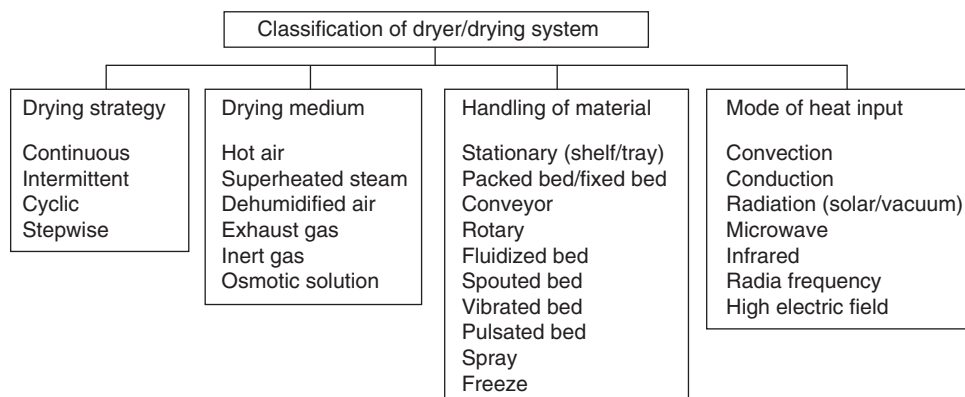 Classification of dryer/drying system
Drying strategy
Continuous
Intermittent
Cyclic
Stepwise
Drying medium
Hot air
Superheated steam
Dehumidified air
Exhaust gas
Inert gas
Osmotic solution
Handling of material
Stationary (shelf/tray)
Packed bed/fixed bed
Conveyor
Rotary
Fluidized bed
Spouted bed
Vibrated bed
Pulsated bed
Spray
Freeze
Mode of heat input
Convection
Conduction
Radiation (solar/vacuum)
Microwave
Infrared
Radia frequency
High electric field